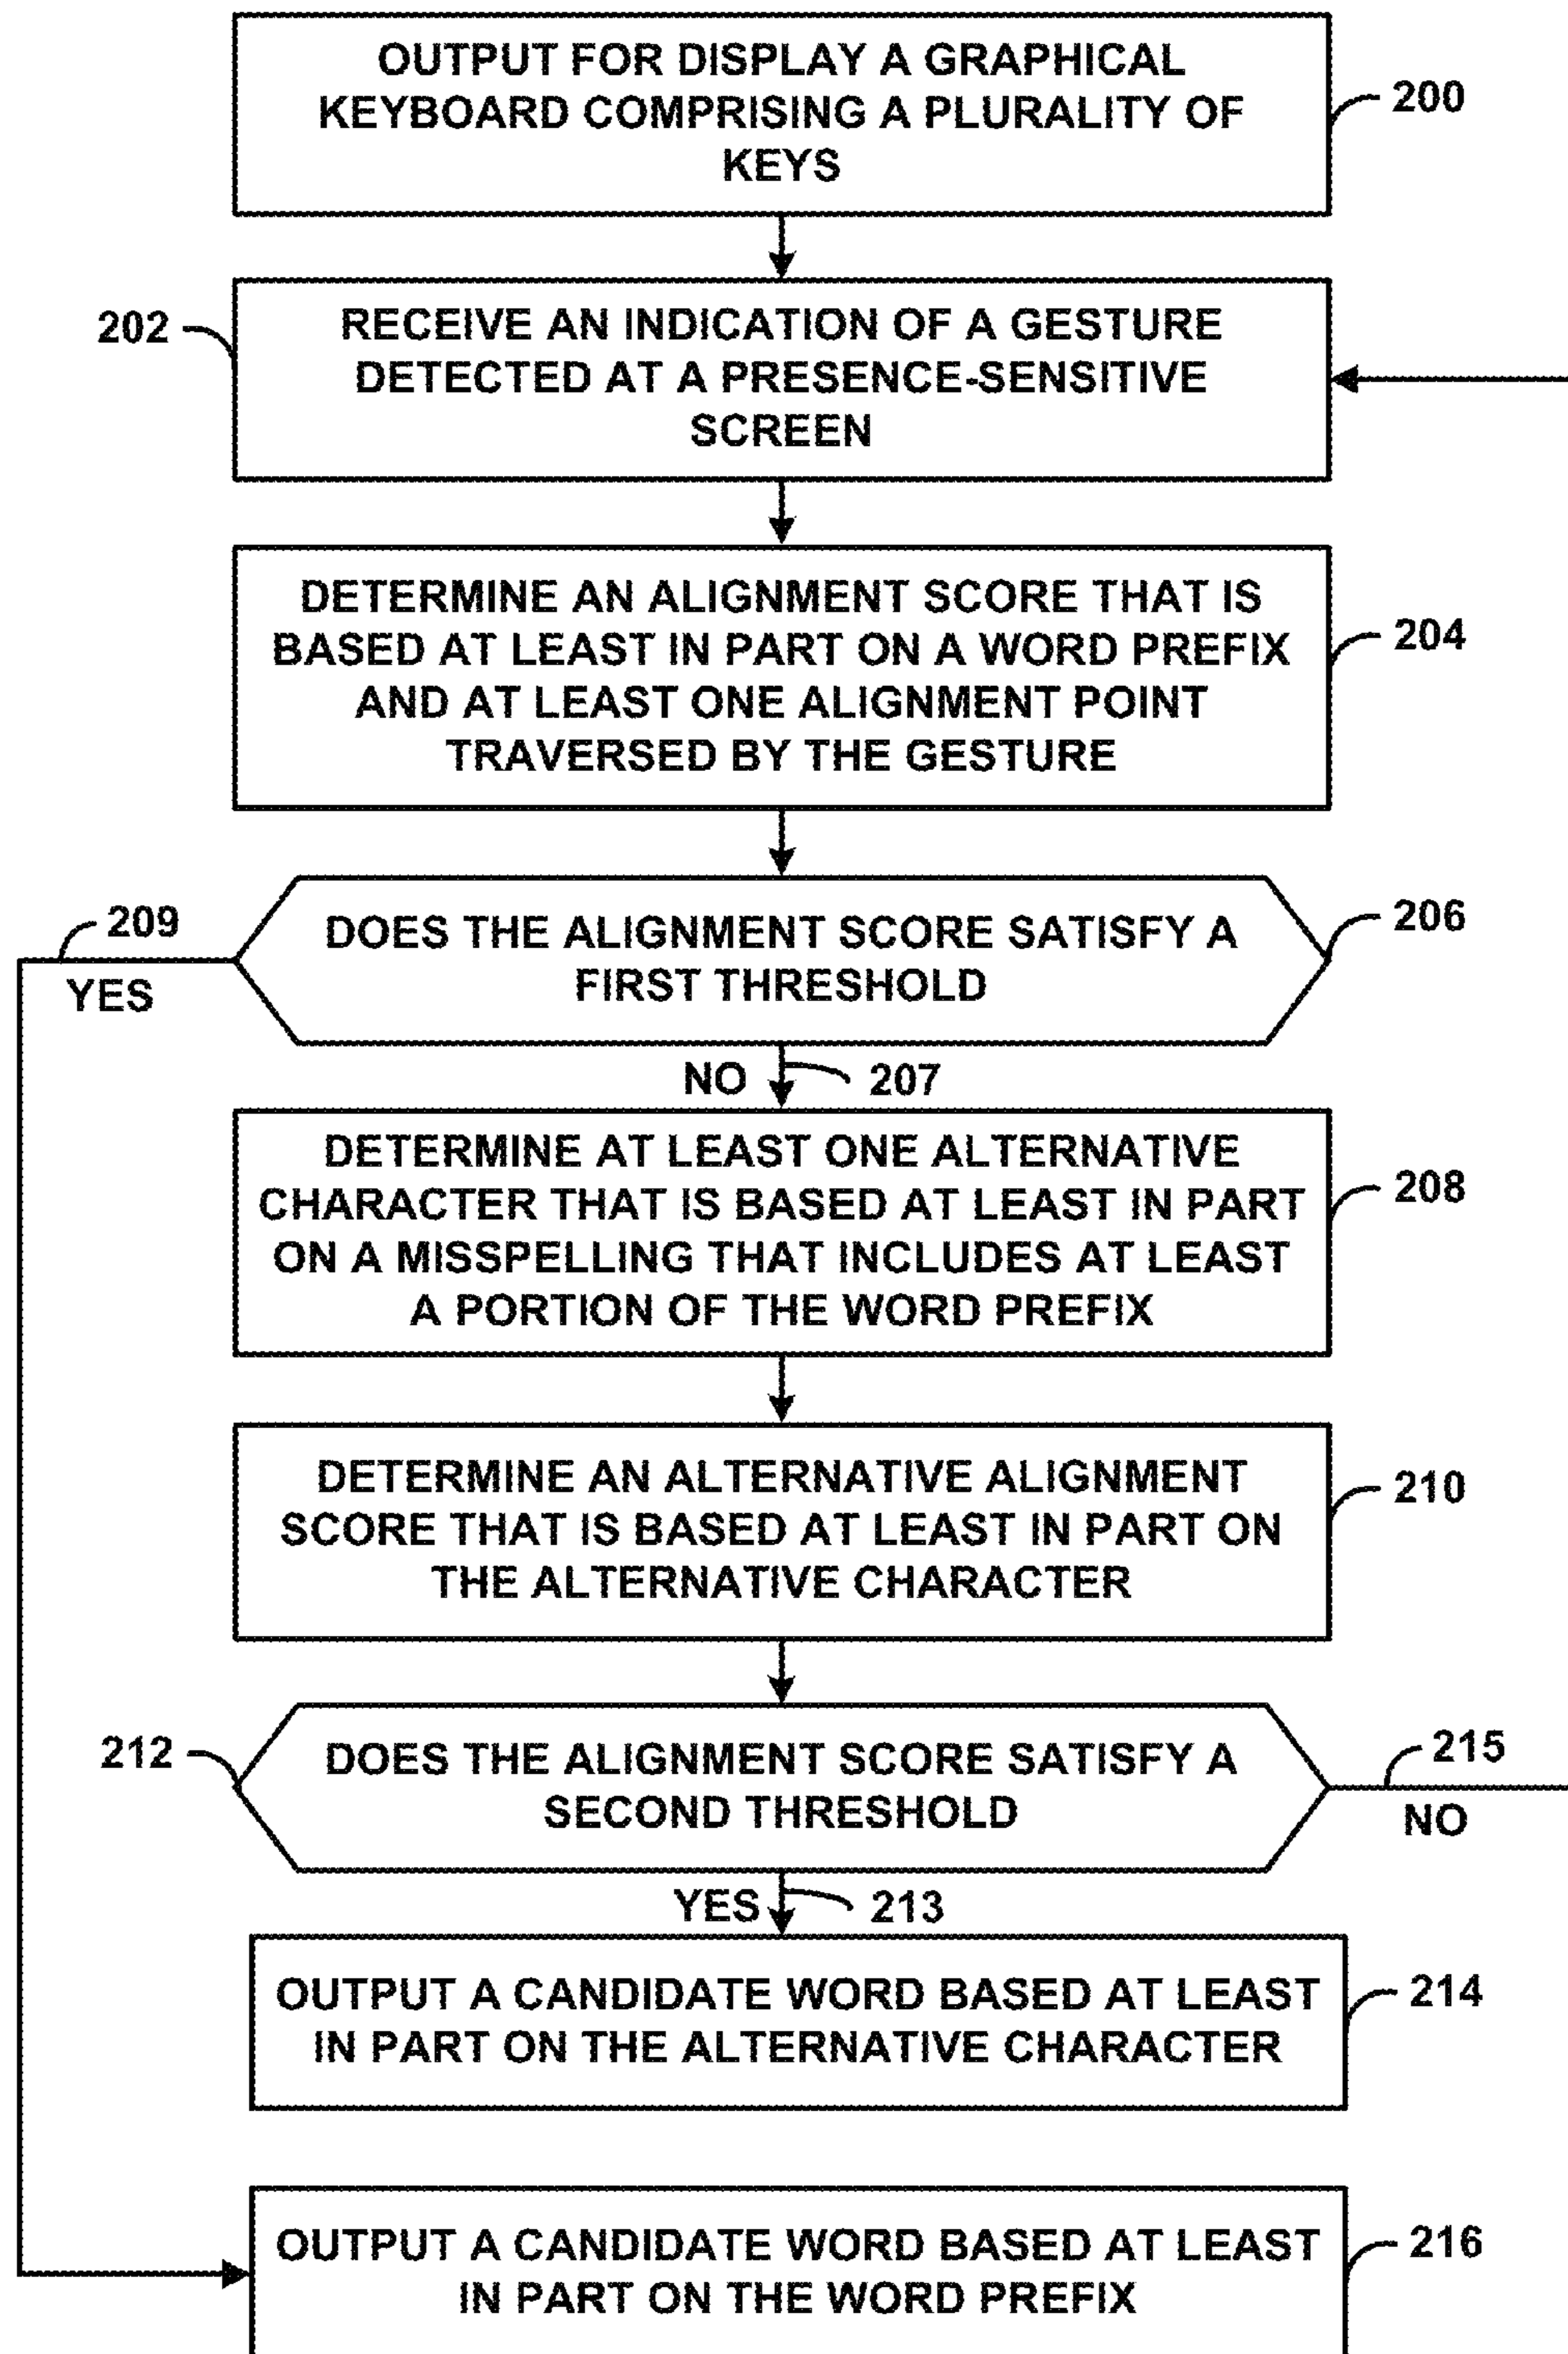 OUTPUT FOR DISPLAY A GRAPHICAL
KEYBOARD COMPRISING A PLURALITY OF
KEYS
200
202
RECEIVE AN INDICATION OF A GESTURE
DETECTED AT A PRESENCE-SENSITIVE
SCREEN
DETERMINE AN ALIGNMENT SCORE THAT IS
BASED AT LEAST IN PART ON A WORD PREFIX
AND AT LEAST ONE ALIGNMENT POINT
TRAVERSED BY THE GESTURE
204
209
YES
DOES THE ALIGNMENT SCORE SATISFY A
FIRST THRESHOLD
206
NO
207
DETERMINE AT LEAST ONE ALTERNATIVE
CHARACTER THAT IS BASED AT LEAST IN PART
ON A MISSPELLING THAT INCLUDES AT LEAST
A PORTION OF THE WORD PREFIX
208
DETERMINE AN ALTERNATIVE ALIGNMENT
SCORE THAT IS BASED AT LEAST IN PART ON
THE ALTERNATIVE CHARACTER
210
212
DOES THE ALIGNMENT SCORE SATISFY A
SECOND THRESHOLD
215
NO
YES
213
OUTPUT A CANDIDATE WORD BASED AT LEAST
IN PART ON THE ALTERNATIVE CHARACTER
214
OUTPUT A CANDIDATE WORD BASED AT LEAST
IN PART ON THE WORD PREFIX
216